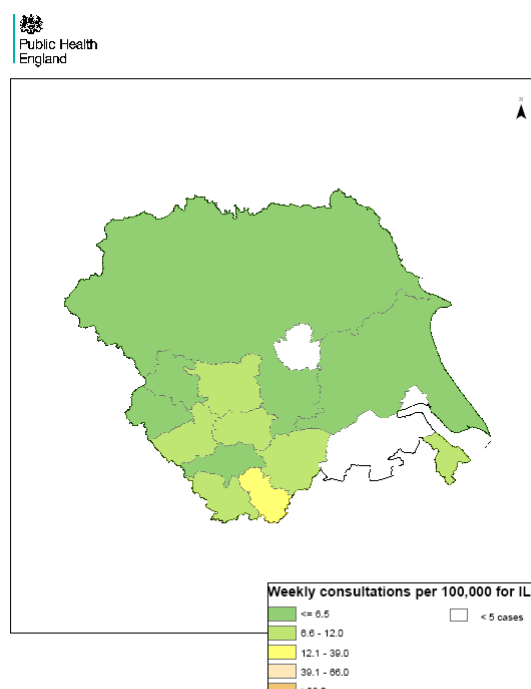 Public Health
England
N
Weekly consultations per 100,000 for IL
<= 6.5
< 5 cases
6.6 - 12.0
12.1 - 39.0
39.1 - 66.0